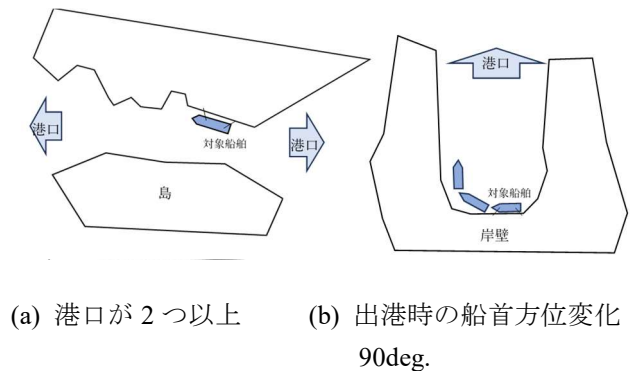 港口
港口
対象船舶
島
港口
対象船舶
岸壁
(a) 港口が 2 つ以上
(b) 出港時の船首方位変化
90deg.